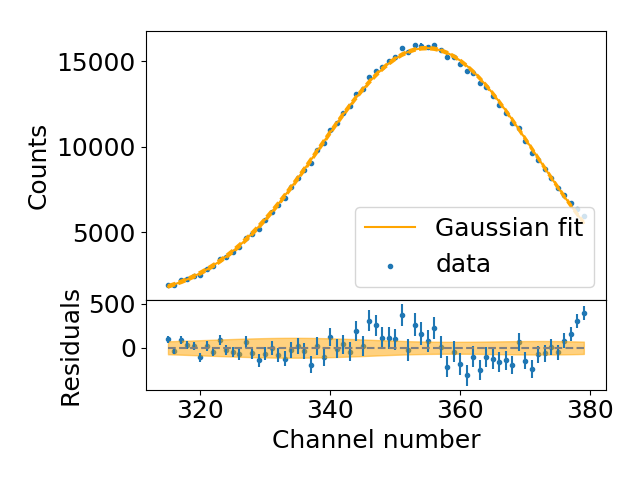 15000
10000
5000
Counts
Gaussian fit
data
500
0
Residuals
320 340 360 380
Channel number